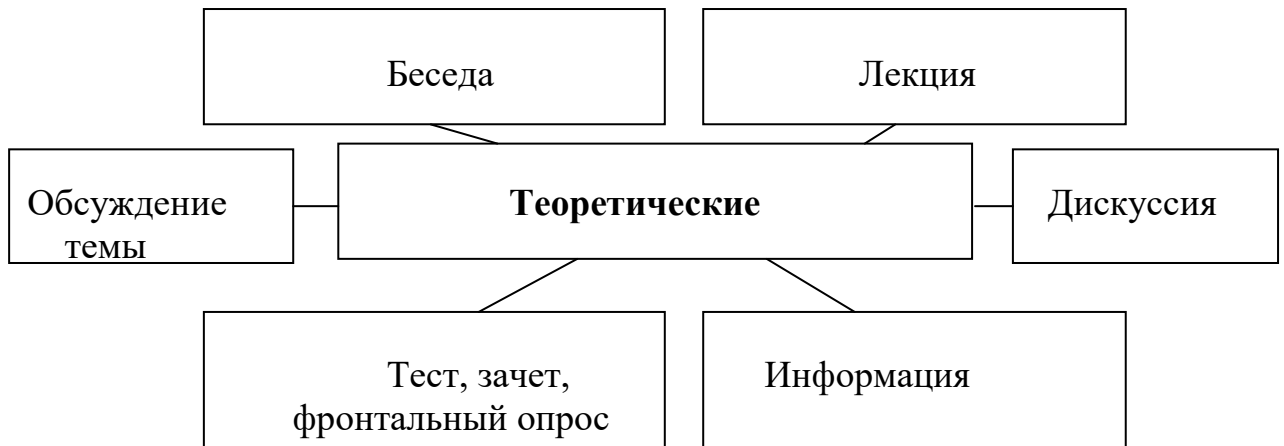 Беседа
Лекция
Обсуждение
темы
Теоретические
Дискуссия
Тест, зачет,
фронтальный опрос
Информация